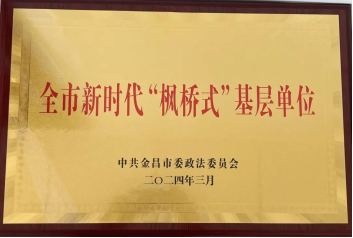 全市新时代“枫桥式”基层单位
中共金昌市委政法委员会
二〇二四年三月